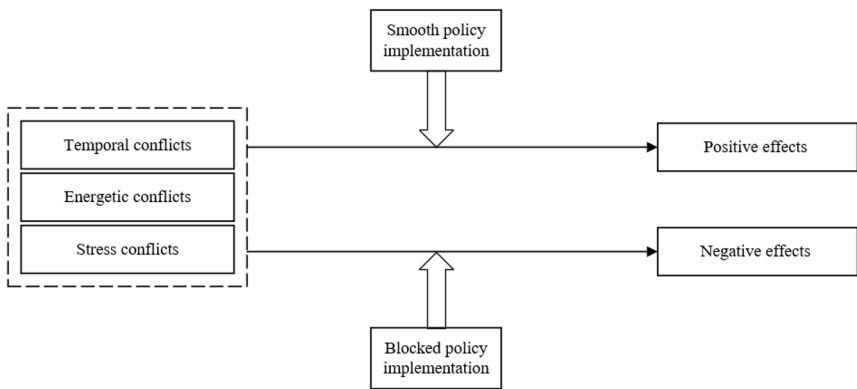 Smooth policy
implementation
Temporal conflicts
Positive effects
Energetic conflicts
Stress conflicts
Negative effects
Blocked policy
implementation